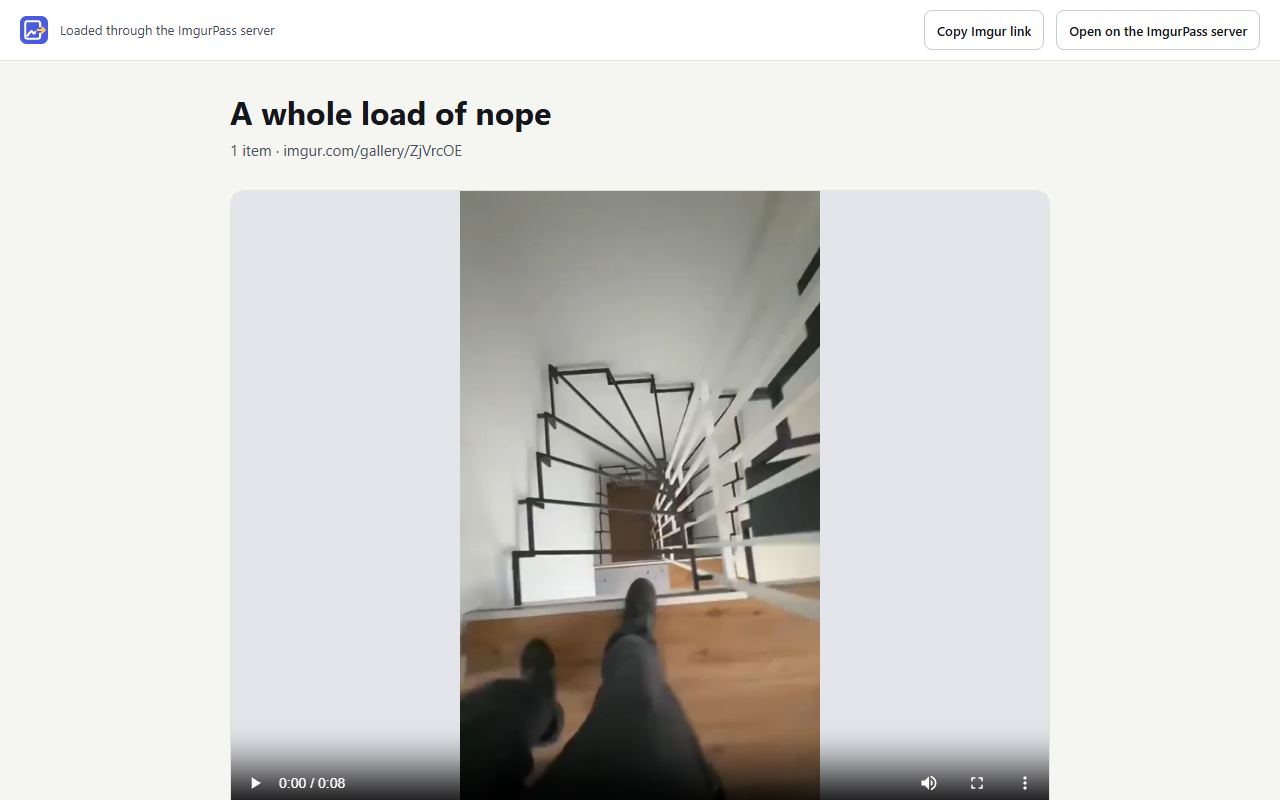 Loaded through the ImgurPass server
Copy Imgur link
Open on the ImgurPass server
A whole load of nope
1 item · imgur.com/gallery/ZjVrcOE
0:00 / 0:08